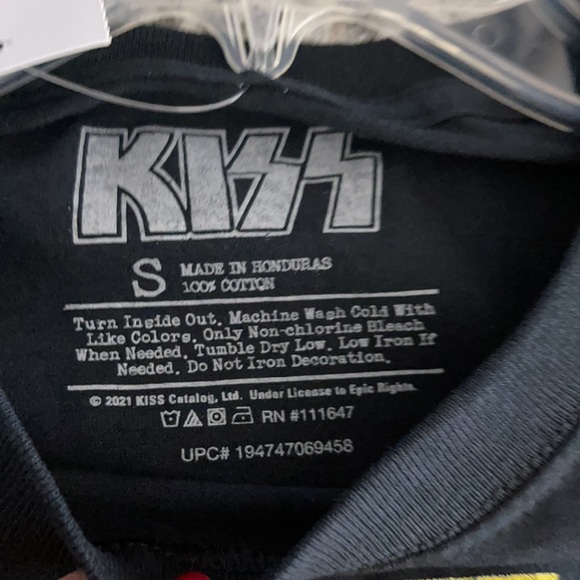 KISS
S MADE IN HONDURAS
100% COTTON
Turn Inside Out. Machine Wash Cold With
Like Colors. Only Non-chlorine Bleach
When Needed. Tumble Dry Low. Low Iron If
Needed. Do Not Iron Decoration.
© 2021 KISS Catalog, Ltd. Under License to Epic Rights.
RN #111647
UPC# 194747069458